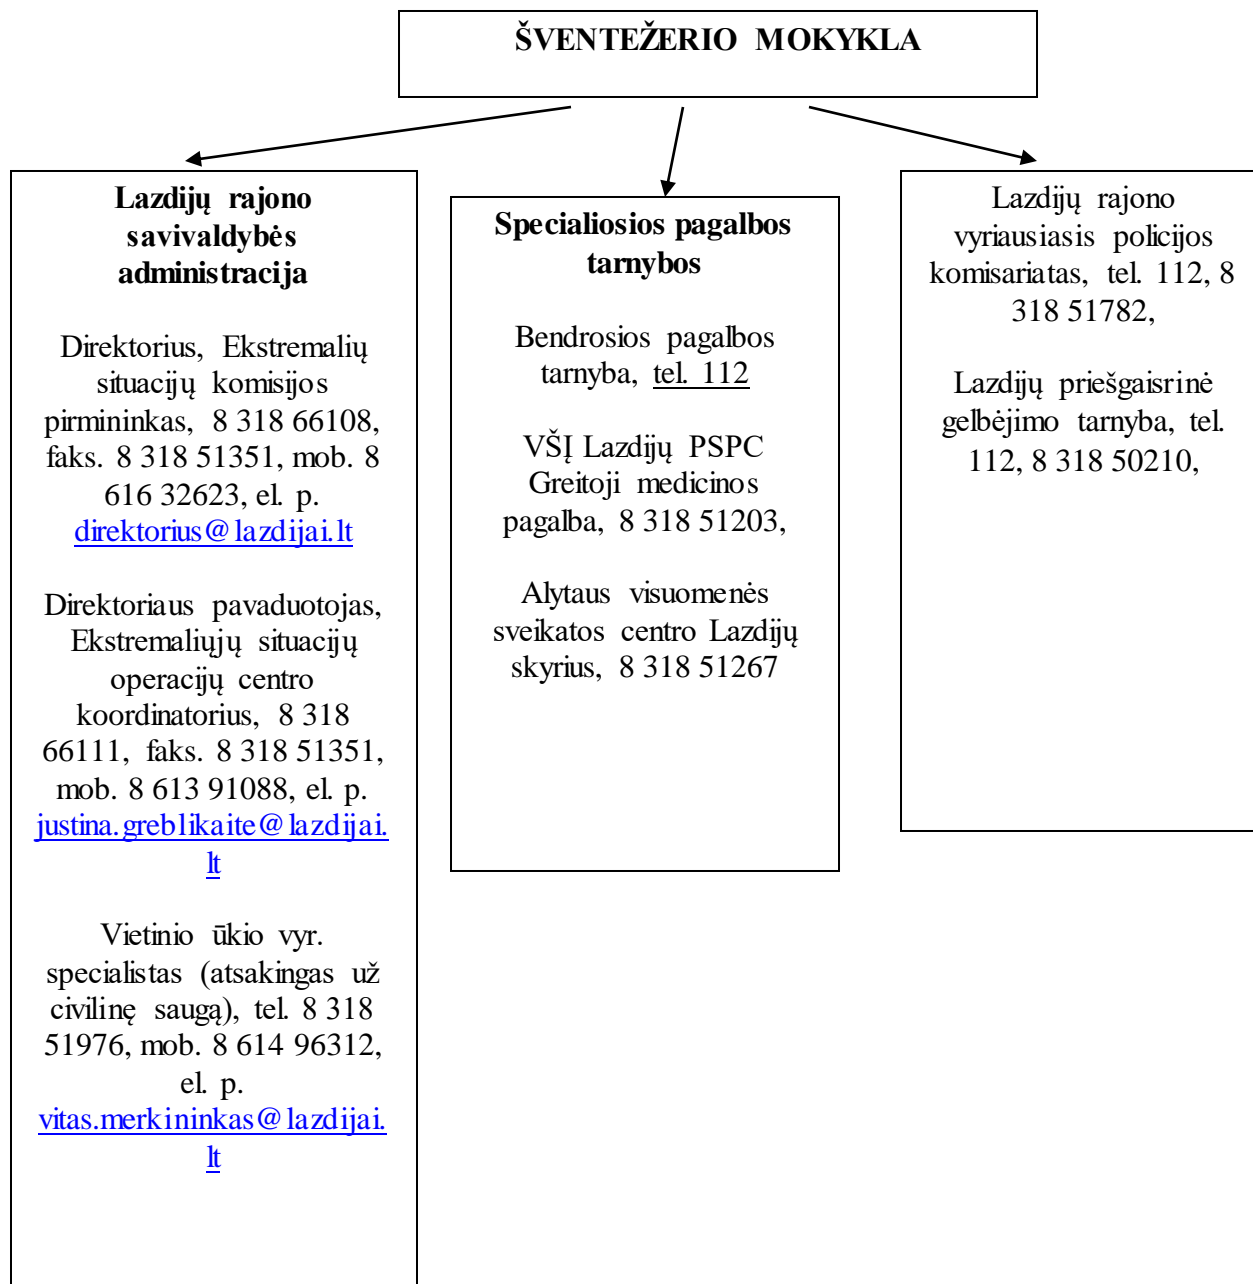 ŠVENTEŽERIO MOKYKLA
Lazdijų rajono
savivaldybės
administracija
Direktorius, Ekstremalių
situacijų komisijos
pirmininkas, 8 318 66108,
faks. 8 318 51351, mob. 8
616 32623, el. p.
direktorius@lazdijai.lt
Direktoriaus pavaduotojas,
Ekstremaliųjų situacijų
operacijų centro
koordinatorius, 8 318
66111, faks. 8 318 51351,
mob. 8 613 91088, el. p.
justina.greblikaite@lazdijai.
lt
Vietinio ūkio vyr.
specialistas (atsakingas už
civilinę saugą), tel. 8 318
51976, mob. 8 614 96312,
el. p.
vitas.merkininkas@lazdijai.
lt
Specialiosios pagalbos
tarnybos
Bendrosios pagalbos
tarnyba, tel. 112
VŠĮ Lazdijų PSPC
Greitoji medicinos
pagalba, 8 318 51203,
Alytaus visuomenės
sveikatos centro Lazdijų
skyrius, 8 318 51267
Lazdijų rajono
vyriausiasis policijos
komisariatas, tel. 112, 8
318 51782,
Lazdijų priešgaisrinė
gelbėjimo tarnyba, tel.
112, 8 318 50210,